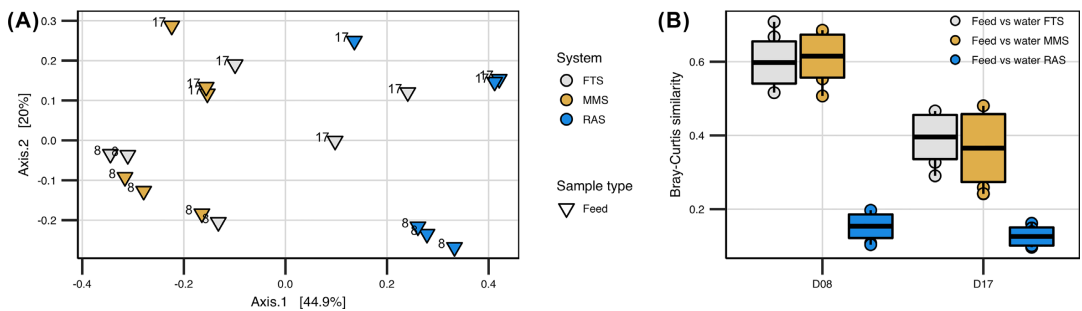 (A)
0.3
0.2
0.1
0.0
-0.1
-0.2
Axis.2 [20%]
17
17
17
17
17
17
17
17
17
8
8
8
8
8
8
8
8
8
-0.4
-0.2
0.0
0.2
0.4
Axis.1 [44.9%]
System
FTS
MMS
RAS
Sample type
Feed
(B)
Bray-Curtis similarity
0.6
0.4
0.2
Feed vs water FTS
Feed vs water MMS
Feed vs water RAS
D08
D17